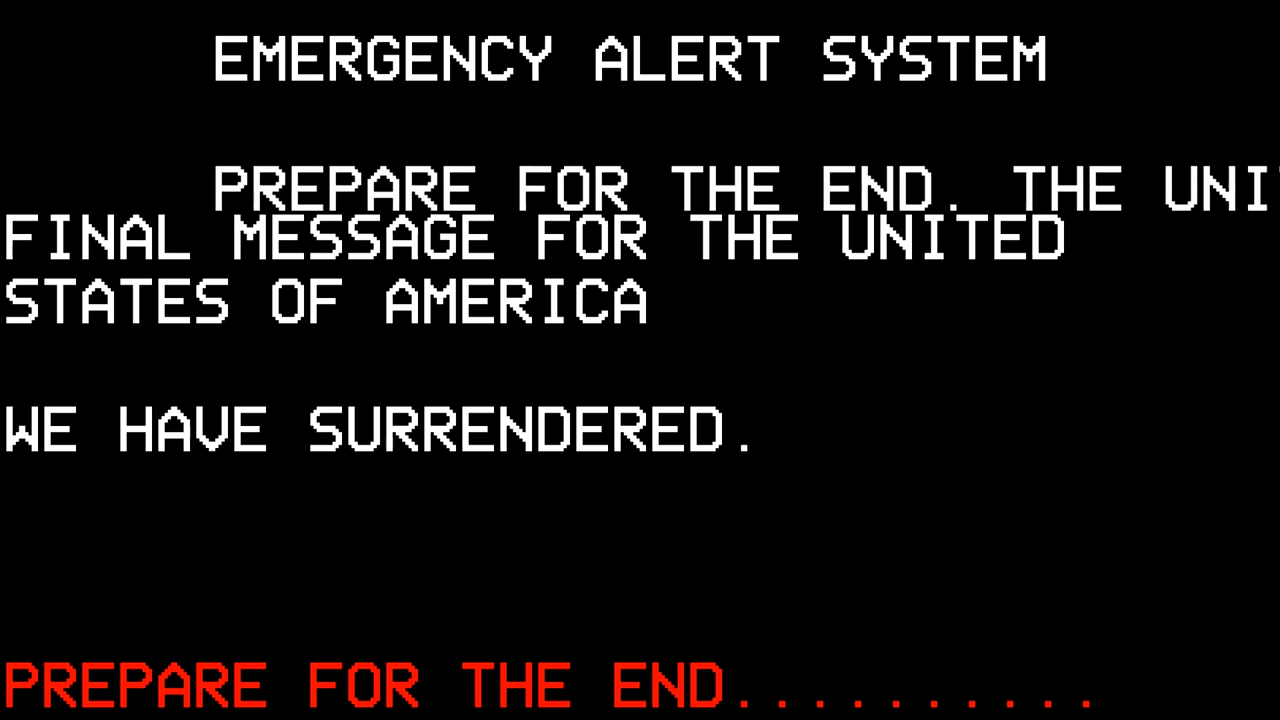 EMERGENCY ALERT SYSTEM
PREPARE FOR THE END. THE UNI
FINAL MESSAGE FOR THE UNITED
STATES OF AMERICA
WE HAVE SURRENDERED.
PREPARE FOR THE END..........